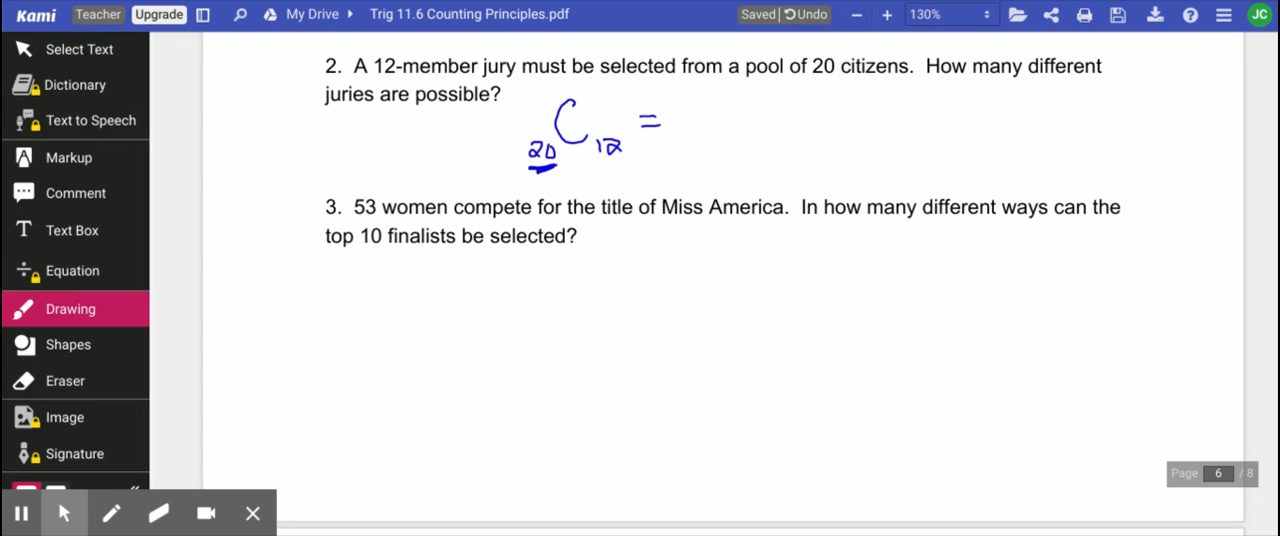 Kami Teacher Upgrade My Drive Trig 11.6 Counting Principles.pdf Saved Undo 130% JC
Select Text
Dictionary
Text to Speech
Markup
Comment
Text Box
Equation
Drawing
Shapes
Eraser
Image
Signature
2. A 12-member jury must be selected from a pool of 20 citizens. How many different
juries are possible?
20 C 12 =
3. 53 women compete for the title of Miss America. In how many different ways can the
top 10 finalists be selected?
Page 6 / 8